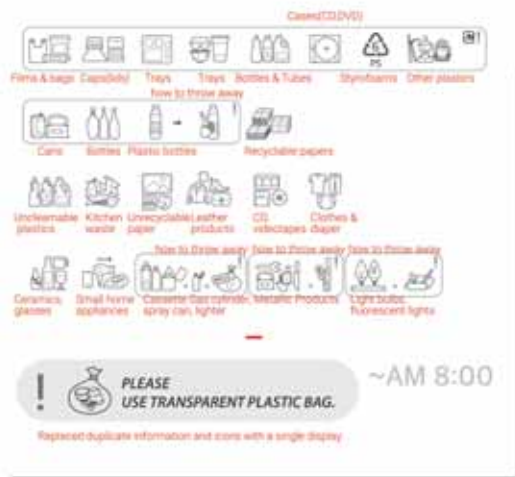 Cases(CD,DVD)
PS
Films & bags Caps(lids) Trays Trays Bottles & Tubes Styrofoams Other plastics
how to throw away
Cans Bottles Plastic bottles Recyclable papers
Uncleanable plastics
Kitchen waste
Unrecyclable paper
Leather products
CD, videotapes
Clothes & diaper
how to throw away how to throw away how to throw away
Ceramics, glasses
Small home appliances
Cassette Gas cylinder, spray can, lighter
Metallic Products
Light bulbs, fluorescent lights
! PLEASE
USE TRANSPARENT PLASTIC BAG.
~AM 8:00
Replaced duplicate information and icons with a single display